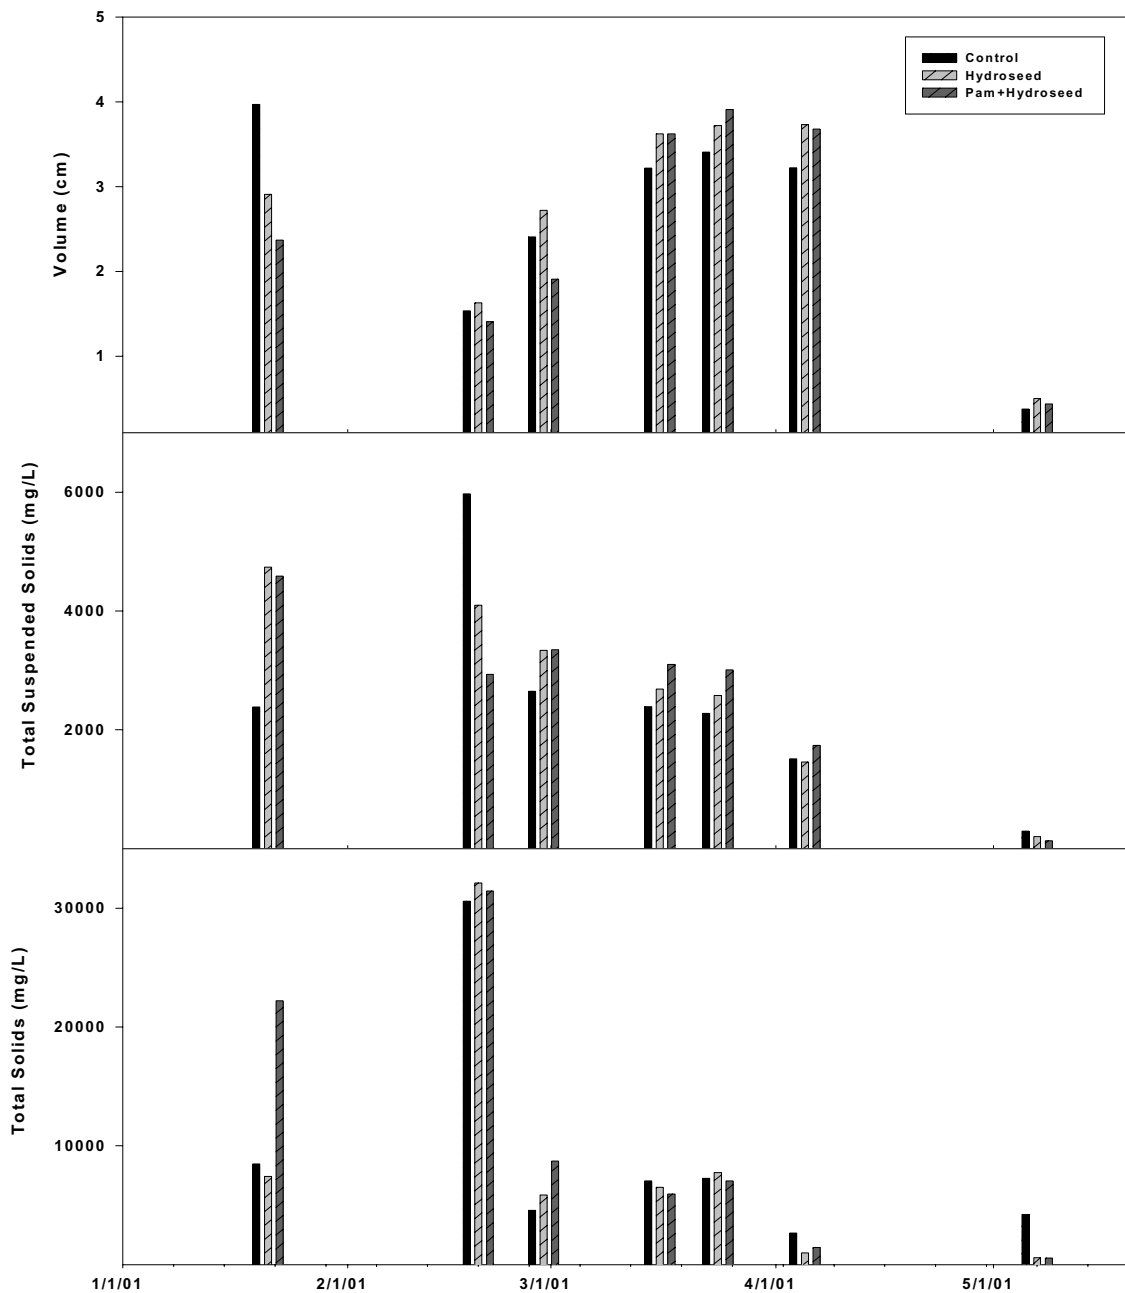 5
4
3
2
1
Volume (cm)
Control
Hydroseed
Pam+Hydroseed
6000
4000
2000
Total Suspended Solids (mg/L)
30000
20000
10000
Total Solids (mg/L)
1/1/01 2/1/01 3/1/01 4/1/01 5/1/01